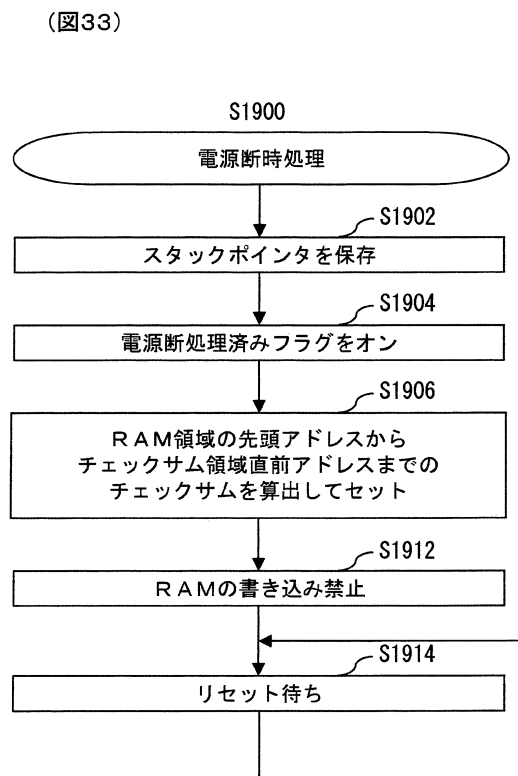 (図33)
S1900
電源断時処理
S1902
スタックポインタを保存
S1904
電源断処理済みフラグをオン
S1906
RAM領域の先頭アドレスから
チェックサム領域直前アドレスまでの
チェックサムを算出してセット
S1912
RAMの書き込み禁止
S1914
リセット待ち